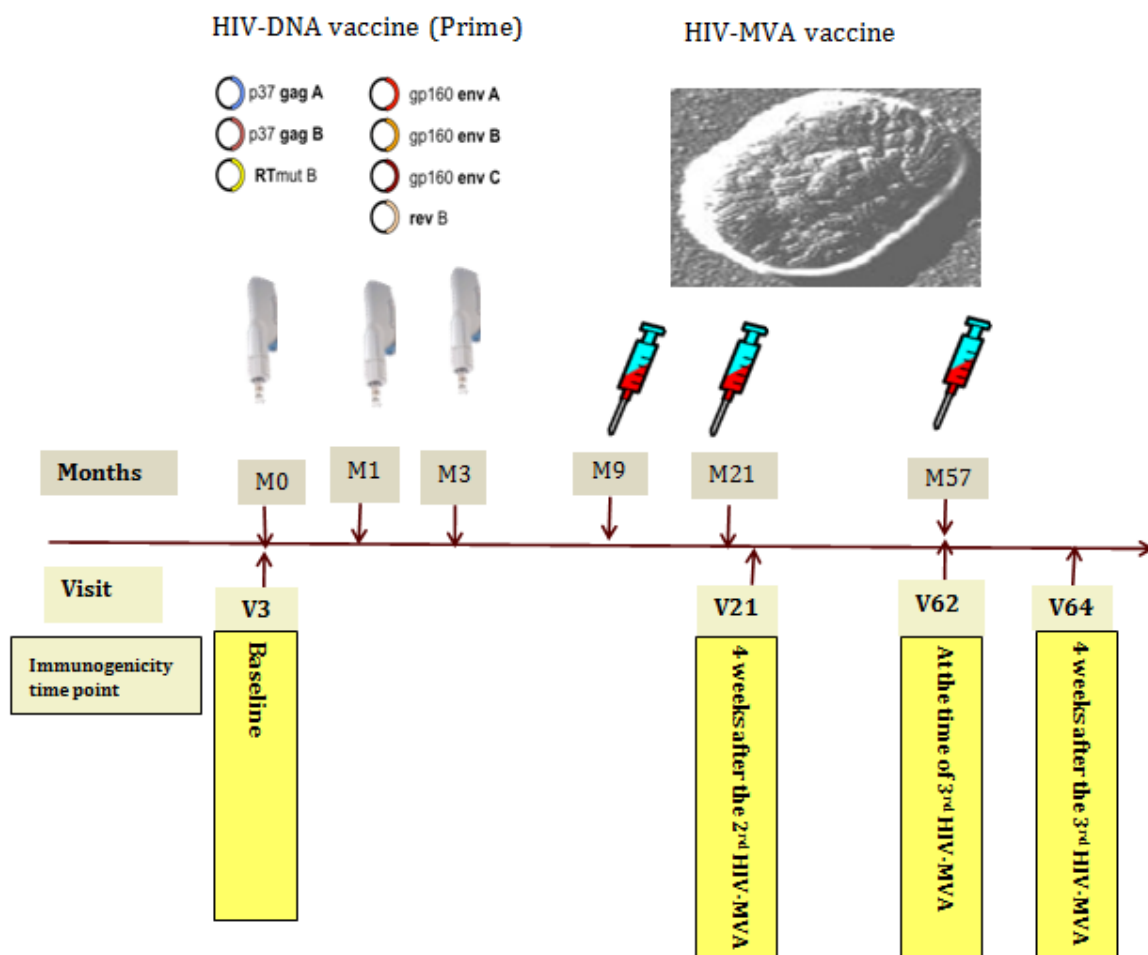 HIV-DNA vaccine (Prime)
HIV-MVA vaccine
p37 gag A
gp160 env A
p37 gag B
gp160 env B
RTmut B
gp160 env C
rev B
Months
M0
M1
M3
M9
M21
M57
Visit
V3
V21
V62
V64
Immunogenicity
time point
Baseline
4 weeks after the 2rd HIV-MVA
At the time of 3rd HIV-MVA
4 weeks after the 3rd HIV-MVA